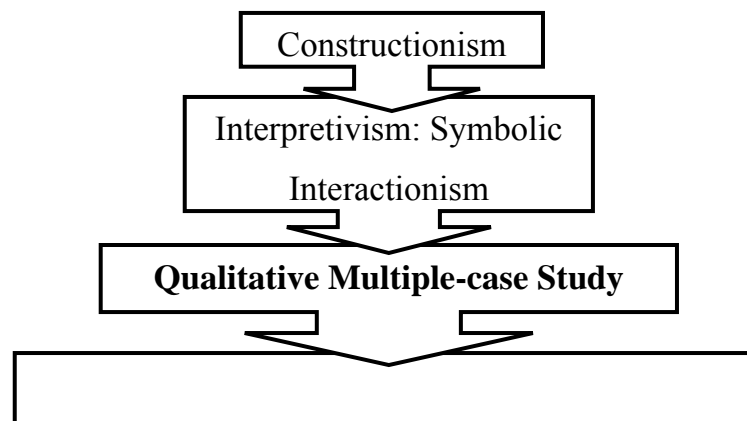 Constructionism
Interpretivism: Symbolic
Interactionism
Qualitative Multiple-case Study